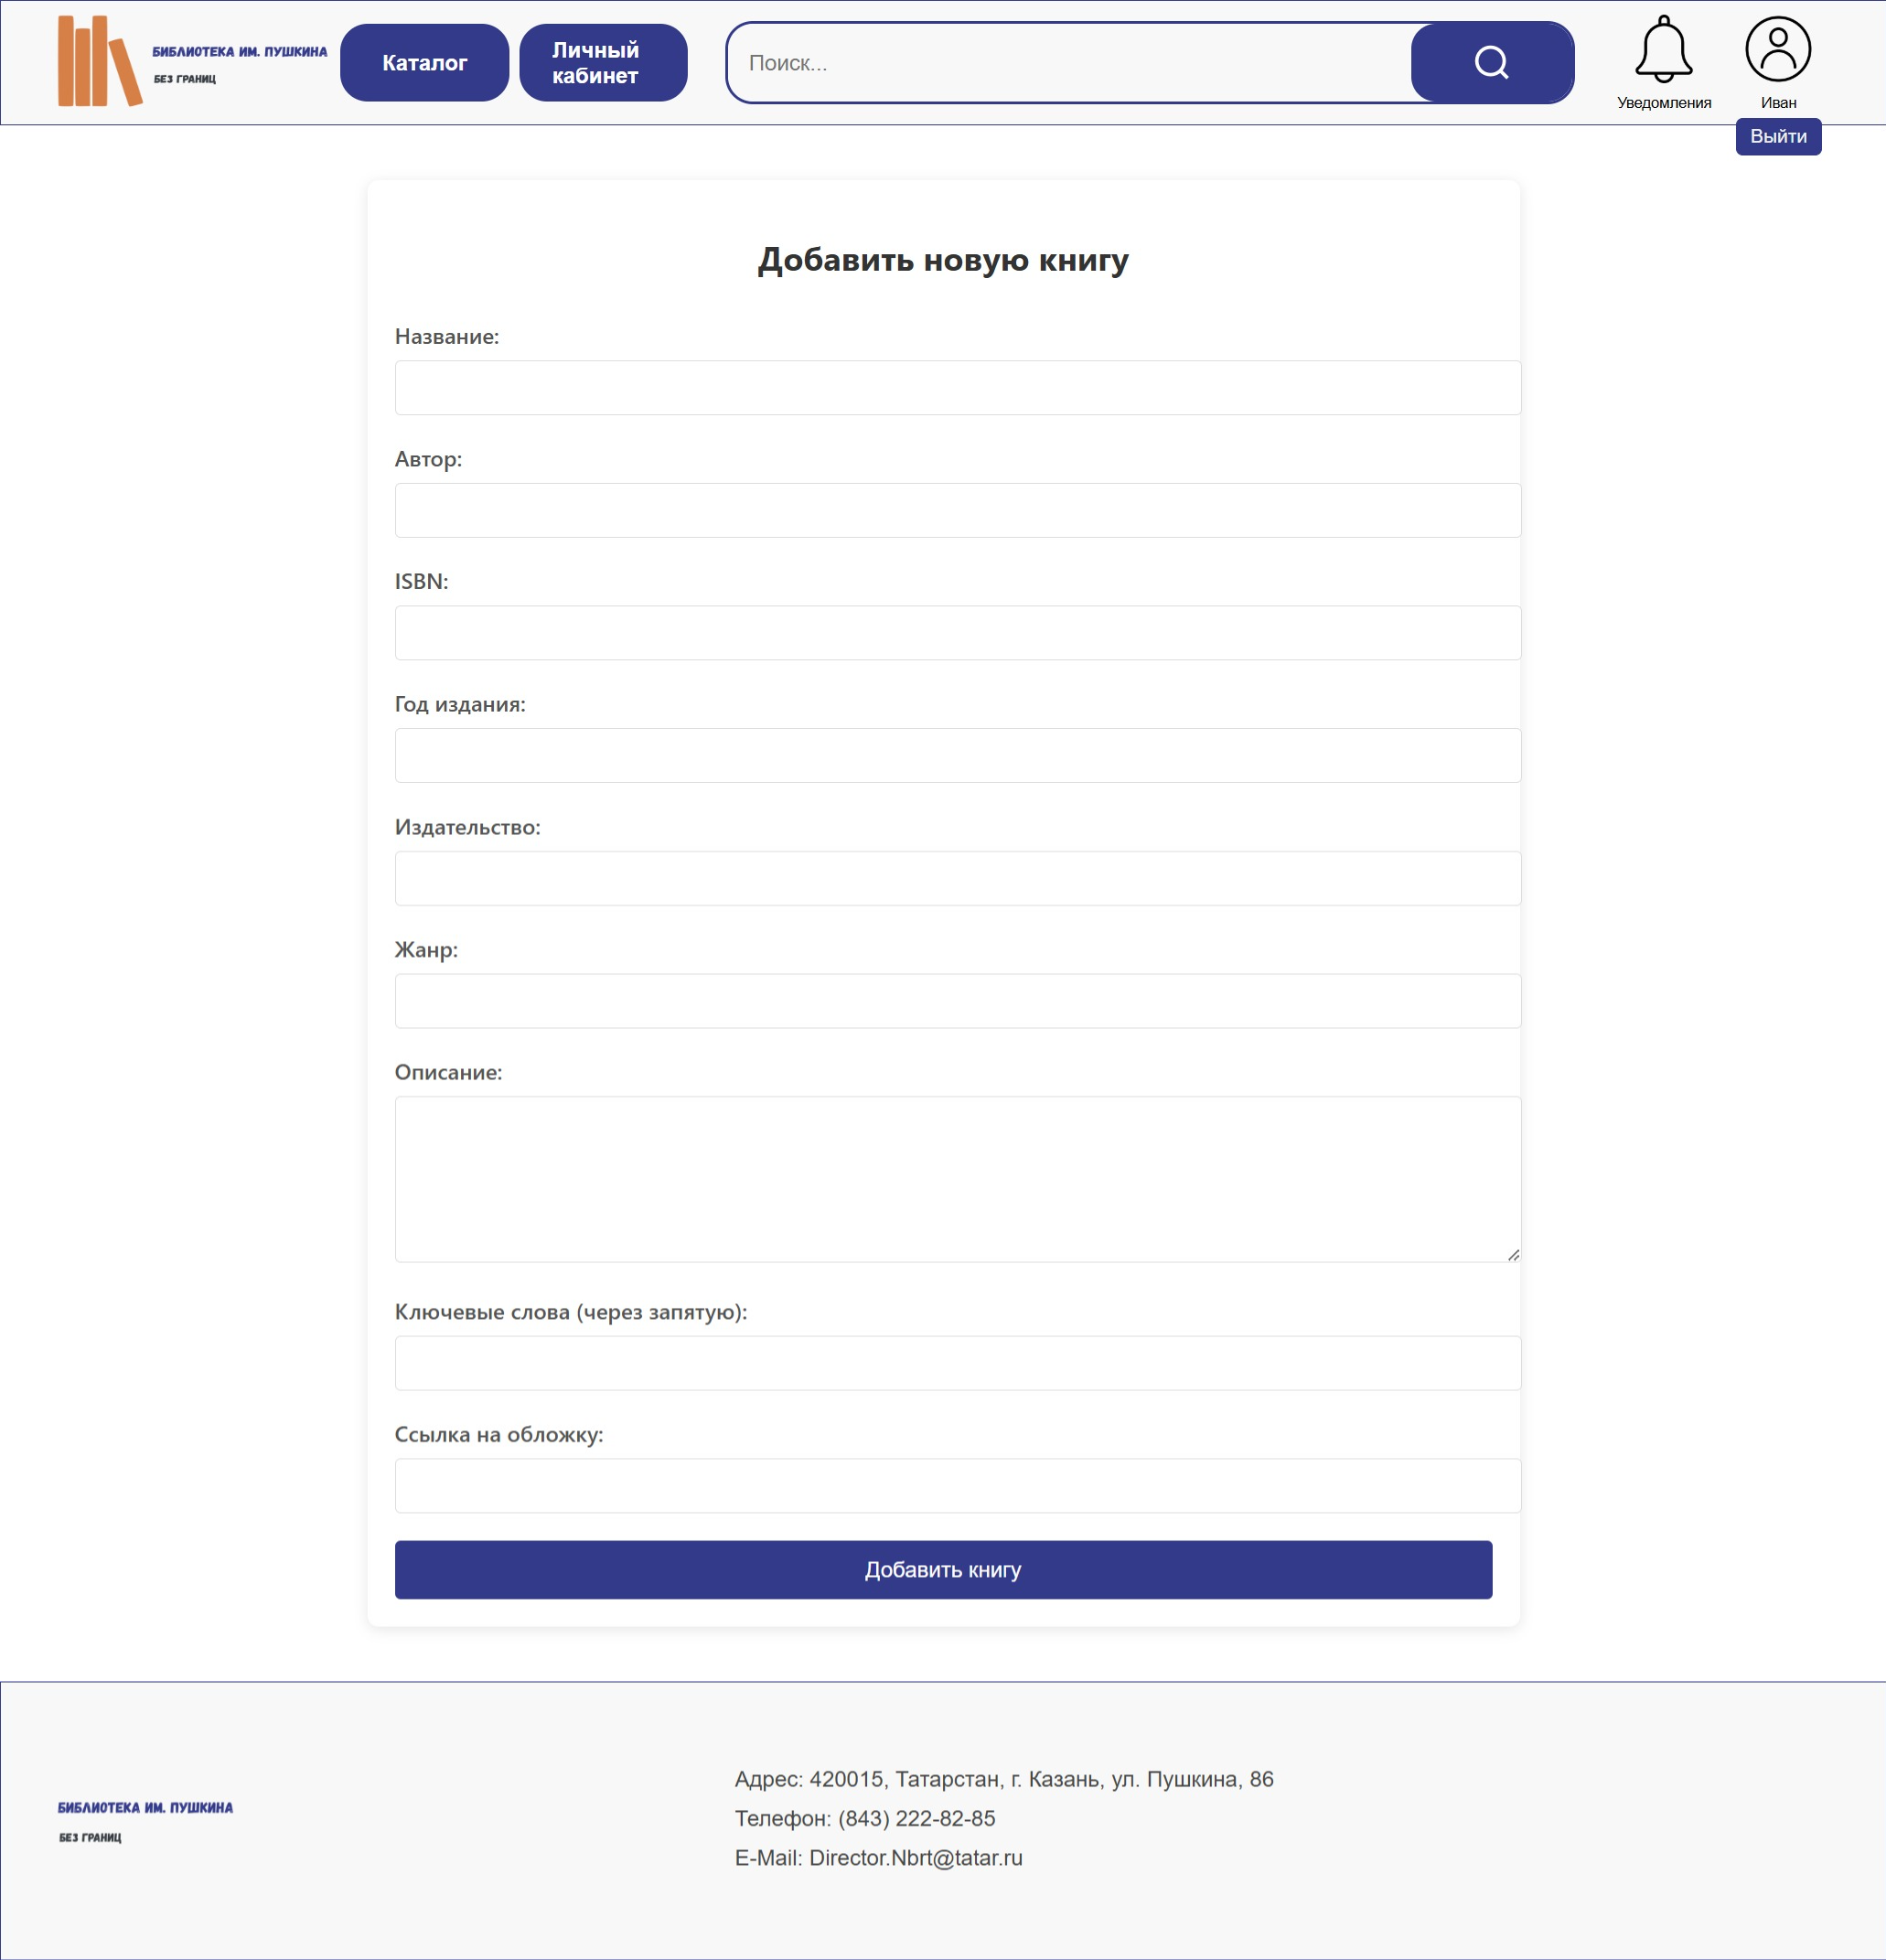 БИБЛИОТЕКА ИМ. ПУШКИНА
БЕЗ ГРАНИЦ
Каталог
Личный
кабинет
Поиск...
Уведомления
Иван
Выйти
Добавить новую книгу
Название:
Автор:
ISBN:
Год издания:
Издательство:
Жанр:
Описание:
Ключевые слова (через запятую):
Ссылка на обложку:
Добавить книгу
БИБЛИОТЕКА ИМ. ПУШКИНА
БЕЗ ГРАНИЦ
Адрес: 420015, Татарстан, г. Казань, ул. Пушкина, 86
Телефон: (843) 222-82-85
E-Mail: Director.Nbrt@tatar.ru